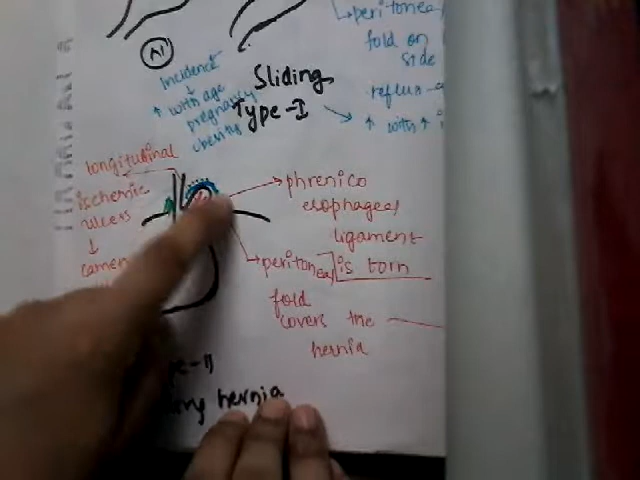 peritonea
fold on
side
reflux
↑ with ↑
N
incidence
↓
↑ with age
pregnancy
obesity
Sliding
Type-I
longitudinal
ischemic
ulcers
↓
camer
phrenico
esophageal
ligament
is torn
peritoneal
fold
covers the
hernia
hernia